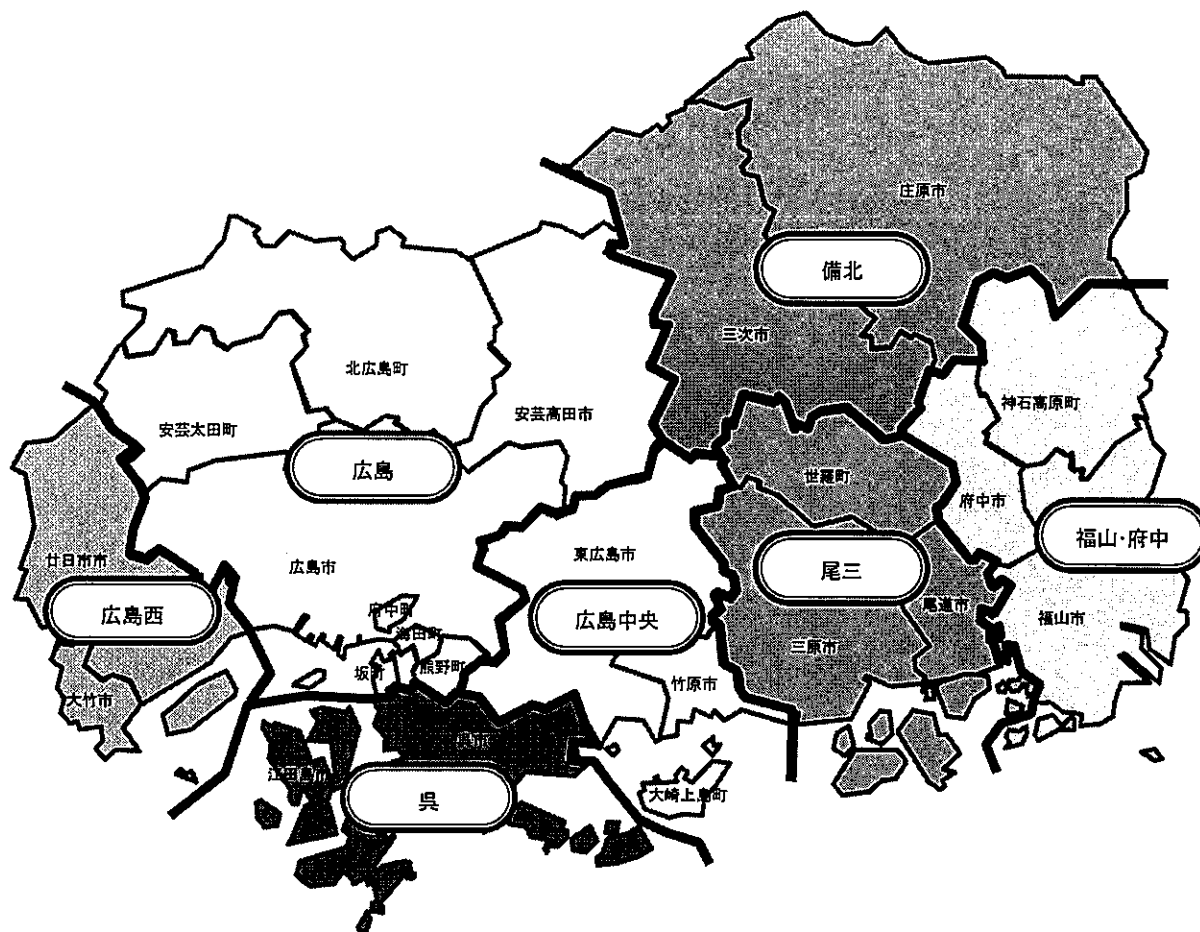 庄原市
備北
三次市
北広島町
神石高原町
安芸高田市
安芸太田町
広島
世羅町
府中市
福山・府中
東広島市
尾三
廿日市市
広島市
広島西
府中町
広島中央
尾道市
福山市
海田町
三原市
熊野町
坂町
竹原市
大竹市
呉市
江田島市
呉
大崎上島町